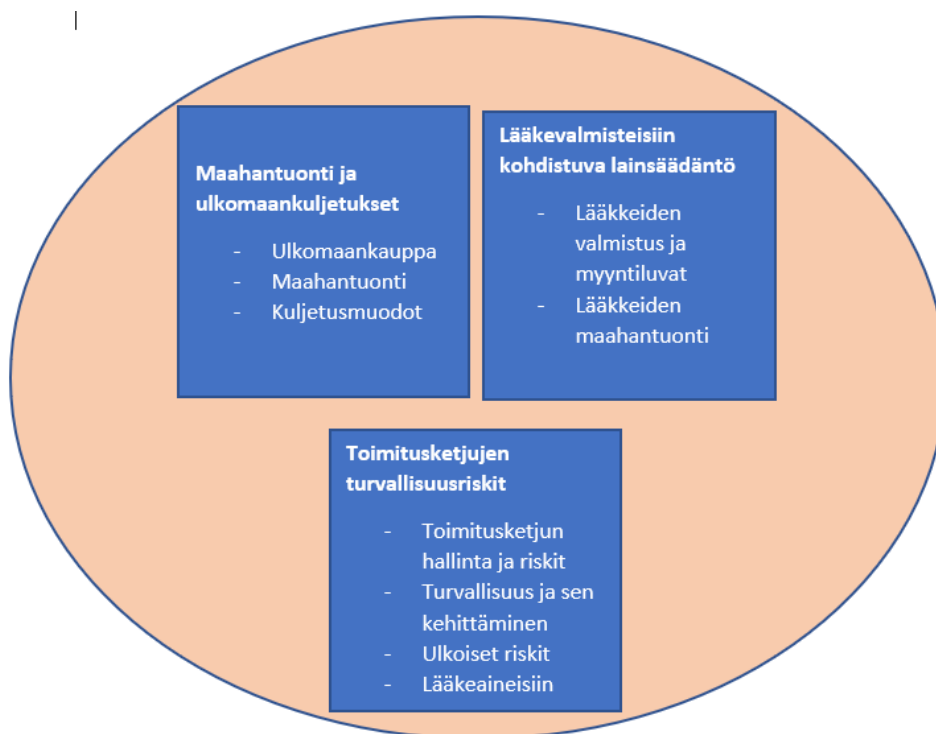 Maahantuonti ja
ulkomaankuljetukset
- Ulkomaankauppa
- Maahantuonti
- Kuljetusmuodot
Lääkevalmisteisiin
kohdistuva lainsäädäntö
- Lääkkeiden
valmistus ja
myyntiluvat
- Lääkkeiden
maahantuonti
Toimitusketjujen
turvallisuusriskit
- Toimitusketjun
hallinta ja riskit
- Turvallisuus ja sen
kehittäminen
- Ulkoiset riskit
- Lääkeaineisiin